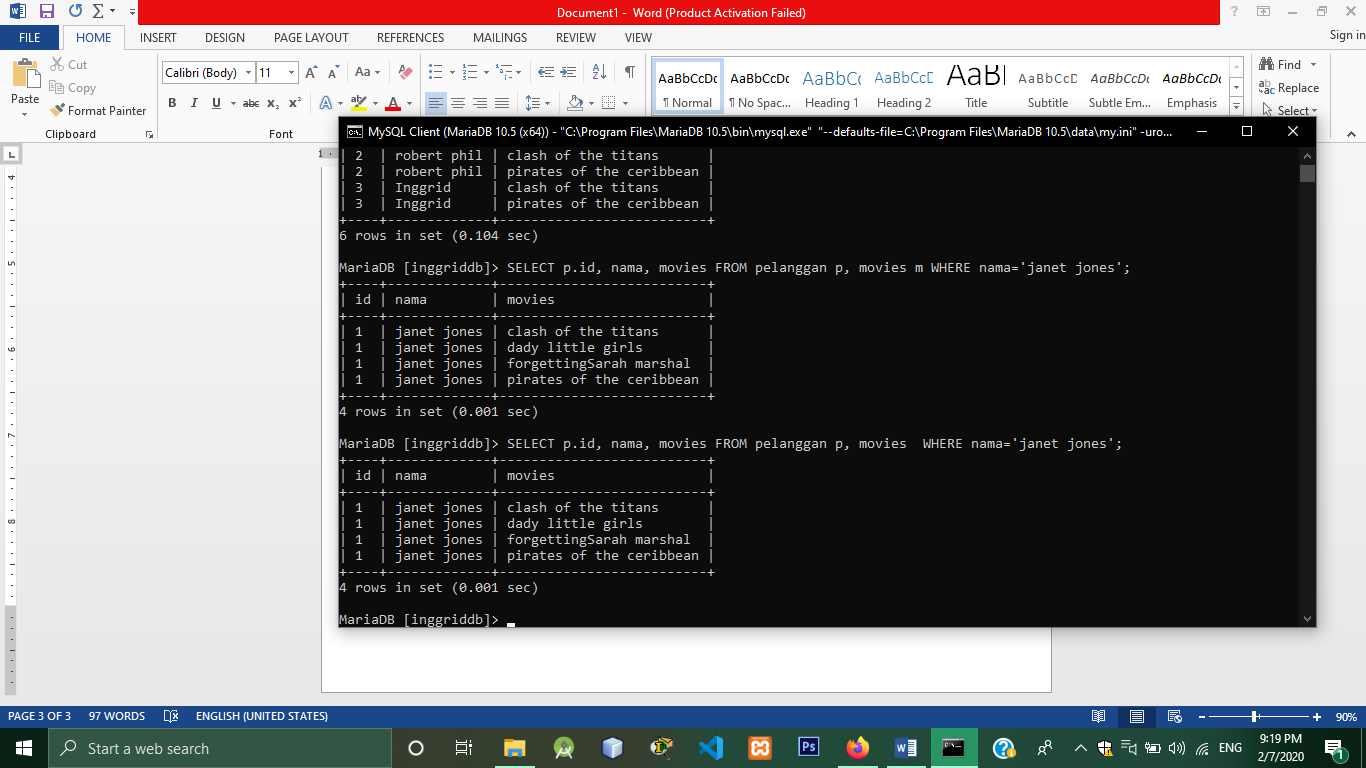 Document1 - Word (Product Activation Failed)
FILE HOME INSERT DESIGN PAGE LAYOUT REFERENCES MAILINGS REVIEW VIEW Sign in
Paste
Cut
Copy
Format Painter
Clipboard
Calibri (Body) 11
Font
AaBbCcDc AaBbCcDc AaBbCc AaBbCcD AaB AaBbCcD AaBbCcDc AaBbCcDc
¶ Normal ¶ No Spac... Heading 1 Heading 2 Title Subtitle Subtle Em... Emphasis
Find
Replace
Select
MySQL Client (MariaDB 10.5 (x64)) - "C:\Program Files\MariaDB 10.5\bin\mysql.exe" "--defaults-file=C:\Program Files\MariaDB 10.5\data\my.ini" -uro...
| 2  | robert phil | clash of the titans      |
| 2  | robert phil | pirates of the ceribbean |
| 3  | Inggrid     | clash of the titans      |
| 3  | Inggrid     | pirates of the ceribbean |
+----+-------------+--------------------------+
6 rows in set (0.104 sec)
MariaDB [inggriddb]> SELECT p.id, nama, movies FROM pelanggan p, movies m WHERE nama='janet jones';
+----+-------------+--------------------------+
| id | nama        | movies                   |
+----+-------------+--------------------------+
| 1  | janet jones | clash of the titans      |
| 1  | janet jones | dady little girls        |
| 1  | janet jones | forgettingSarah marshal  |
| 1  | janet jones | pirates of the ceribbean |
+----+-------------+--------------------------+
4 rows in set (0.001 sec)
MariaDB [inggriddb]> SELECT p.id, nama, movies FROM pelanggan p, movies  WHERE nama='janet jones';
+----+-------------+--------------------------+
| id | nama        | movies                   |
+----+-------------+--------------------------+
| 1  | janet jones | clash of the titans      |
| 1  | janet jones | dady little girls        |
| 1  | janet jones | forgettingSarah marshal  |
| 1  | janet jones | pirates of the ceribbean |
+----+-------------+--------------------------+
4 rows in set (0.001 sec)
MariaDB [inggriddb]>
PAGE 3 OF 3 97 WORDS ENGLISH (UNITED STATES) 90%
Start a web search
ENG
9:19 PM
2/7/2020